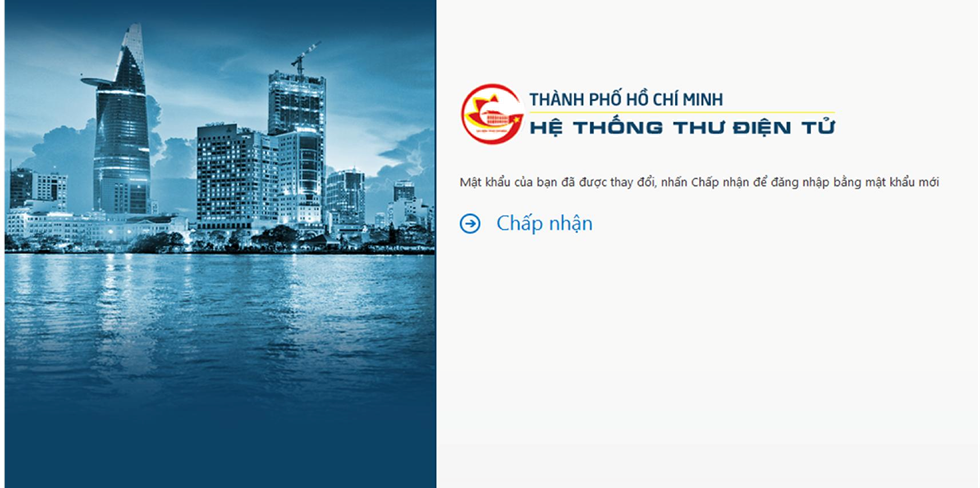 THÀNH PHỐ HỒ CHÍ MINH
HỆ THỐNG THƯ ĐIỆN TỬ
Mật khẩu của bạn đã được thay đổi, nhấn Chấp nhận để đăng nhập bằng mật khẩu mới
Chấp nhận